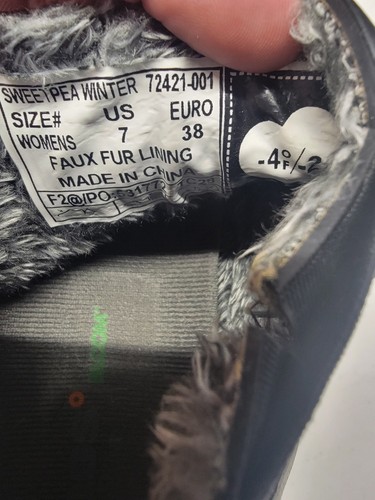 SWEETPEA WINTER 72421-001
SIZE# US EURO
WOMENS 7 38
FAUX FUR LINING
MADE IN CHINA
-4°F/-2